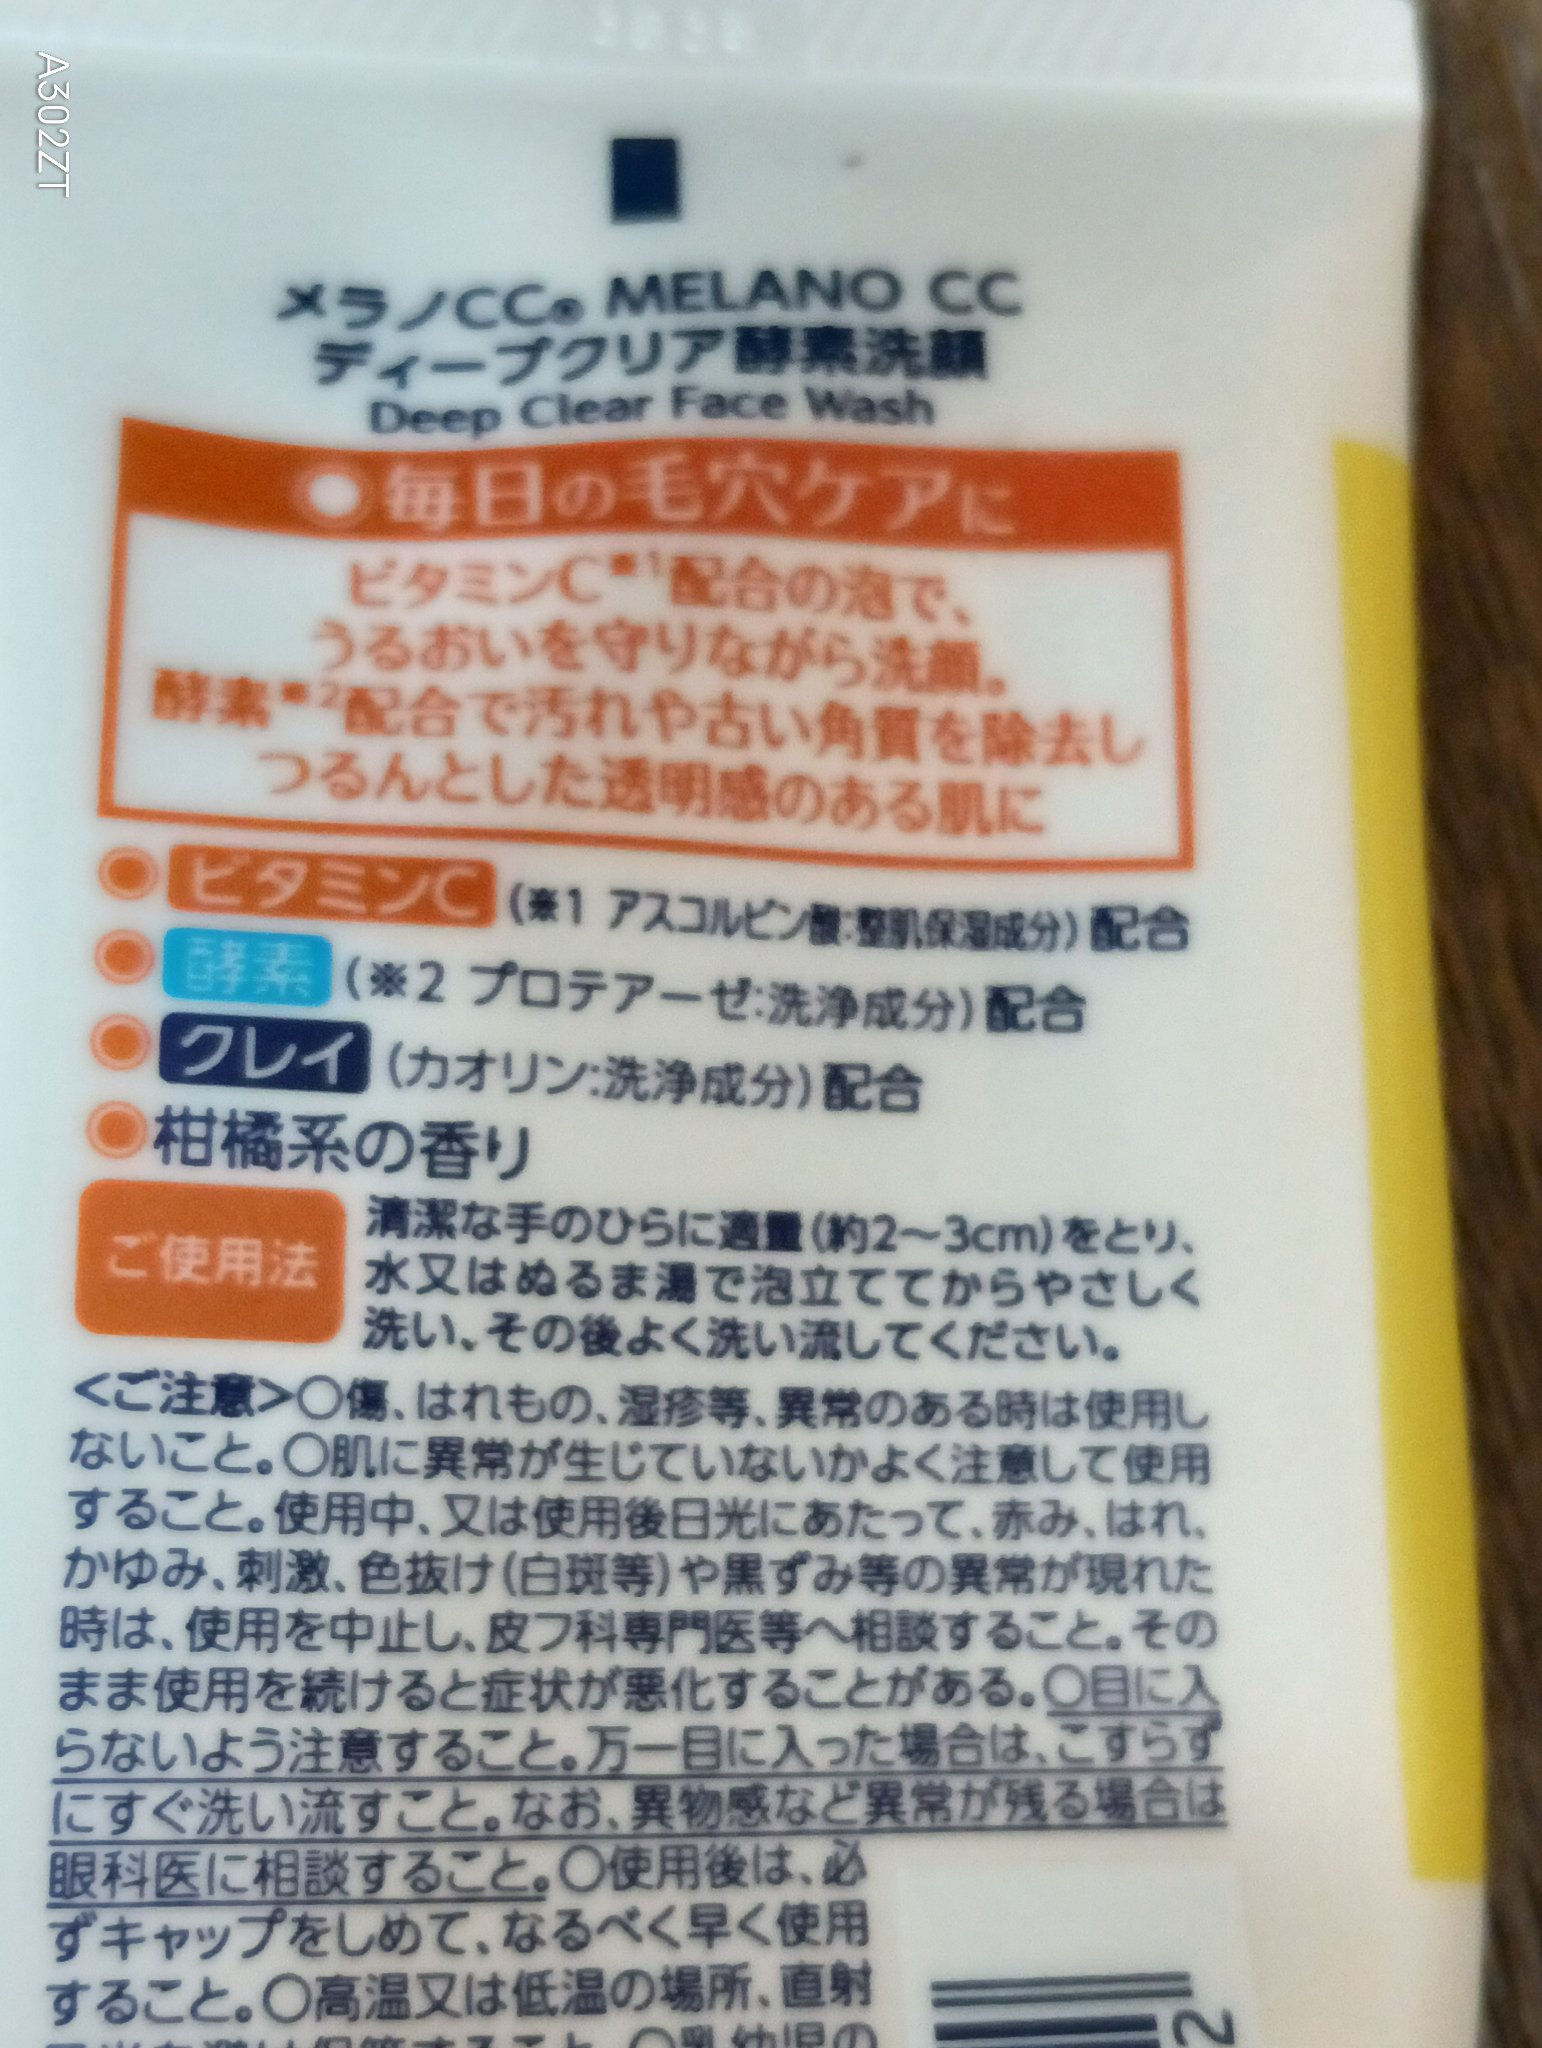 A302ZT
メラノCC® MELANO CC
ディープクリア酵素洗顔
Deep Clear Face Wash
毎日の毛穴ケアに
ビタミンC※1配合の泡で、
うるおいを守りながら洗顔。
酵素※2配合で汚れや古い角質を除去し
つるんとした透明感のある肌に
ビタミンC (※1 アスコルビン酸:整肌保湿成分) 配合
酵素 (※2 プロテアーゼ:洗浄成分) 配合
クレイ (カオリン:洗浄成分) 配合
柑橘系の香り
ご使用法
清潔な手のひらに適量(約2〜3cm)をとり、
水又はぬるま湯で泡立ててからやさしく
洗い、その後よく洗い流してください。
<ご注意>〇傷、はれもの、湿疹等、異常のある時は使用し
ないこと。〇肌に異常が生じていないかよく注意して使用
すること。使用中、又は使用後日光にあたって、赤み、はれ、
かゆみ、刺激、色抜け(白斑等)や黒ずみ等の異常が現れた
時は、使用を中止し、皮フ科専門医等へ相談すること。その
まま使用を続けると症状が悪化することがある。〇目に入
らないよう注意すること。万一目に入った場合は、こすらず
にすぐ洗い流すこと。なお、異物感など異常が残る場合は
眼科医に相談すること。〇使用後は、必
ずキャップをしめて、なるべく早く使用
すること。〇高温又は低温の場所、直射
〇乳幼児の
2